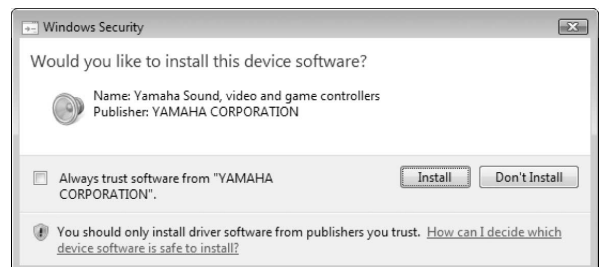 Windows Security
Would you like to install this device software?
Name: Yamaha Sound, video and game controllers
Publisher: YAMAHA CORPORATION
Always trust software from "YAMAHA
CORPORATION".
Install
Don't Install
You should only install driver software from publishers you trust. How can I decide which
device software is safe to install?